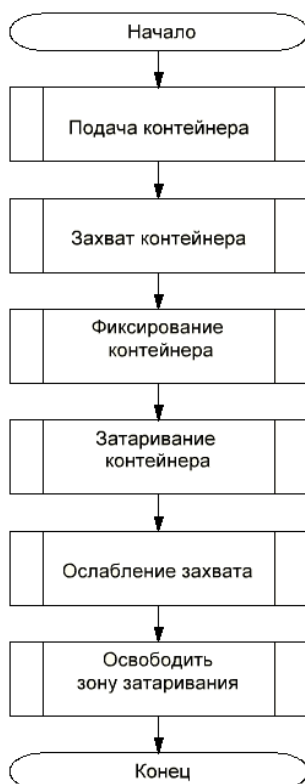 Начало
Подача контейнера
Захват контейнера
Фиксирование
контейнера
Затаривание
контейнера
Ослабление захвата
Освободить
зону затаривания
Конец